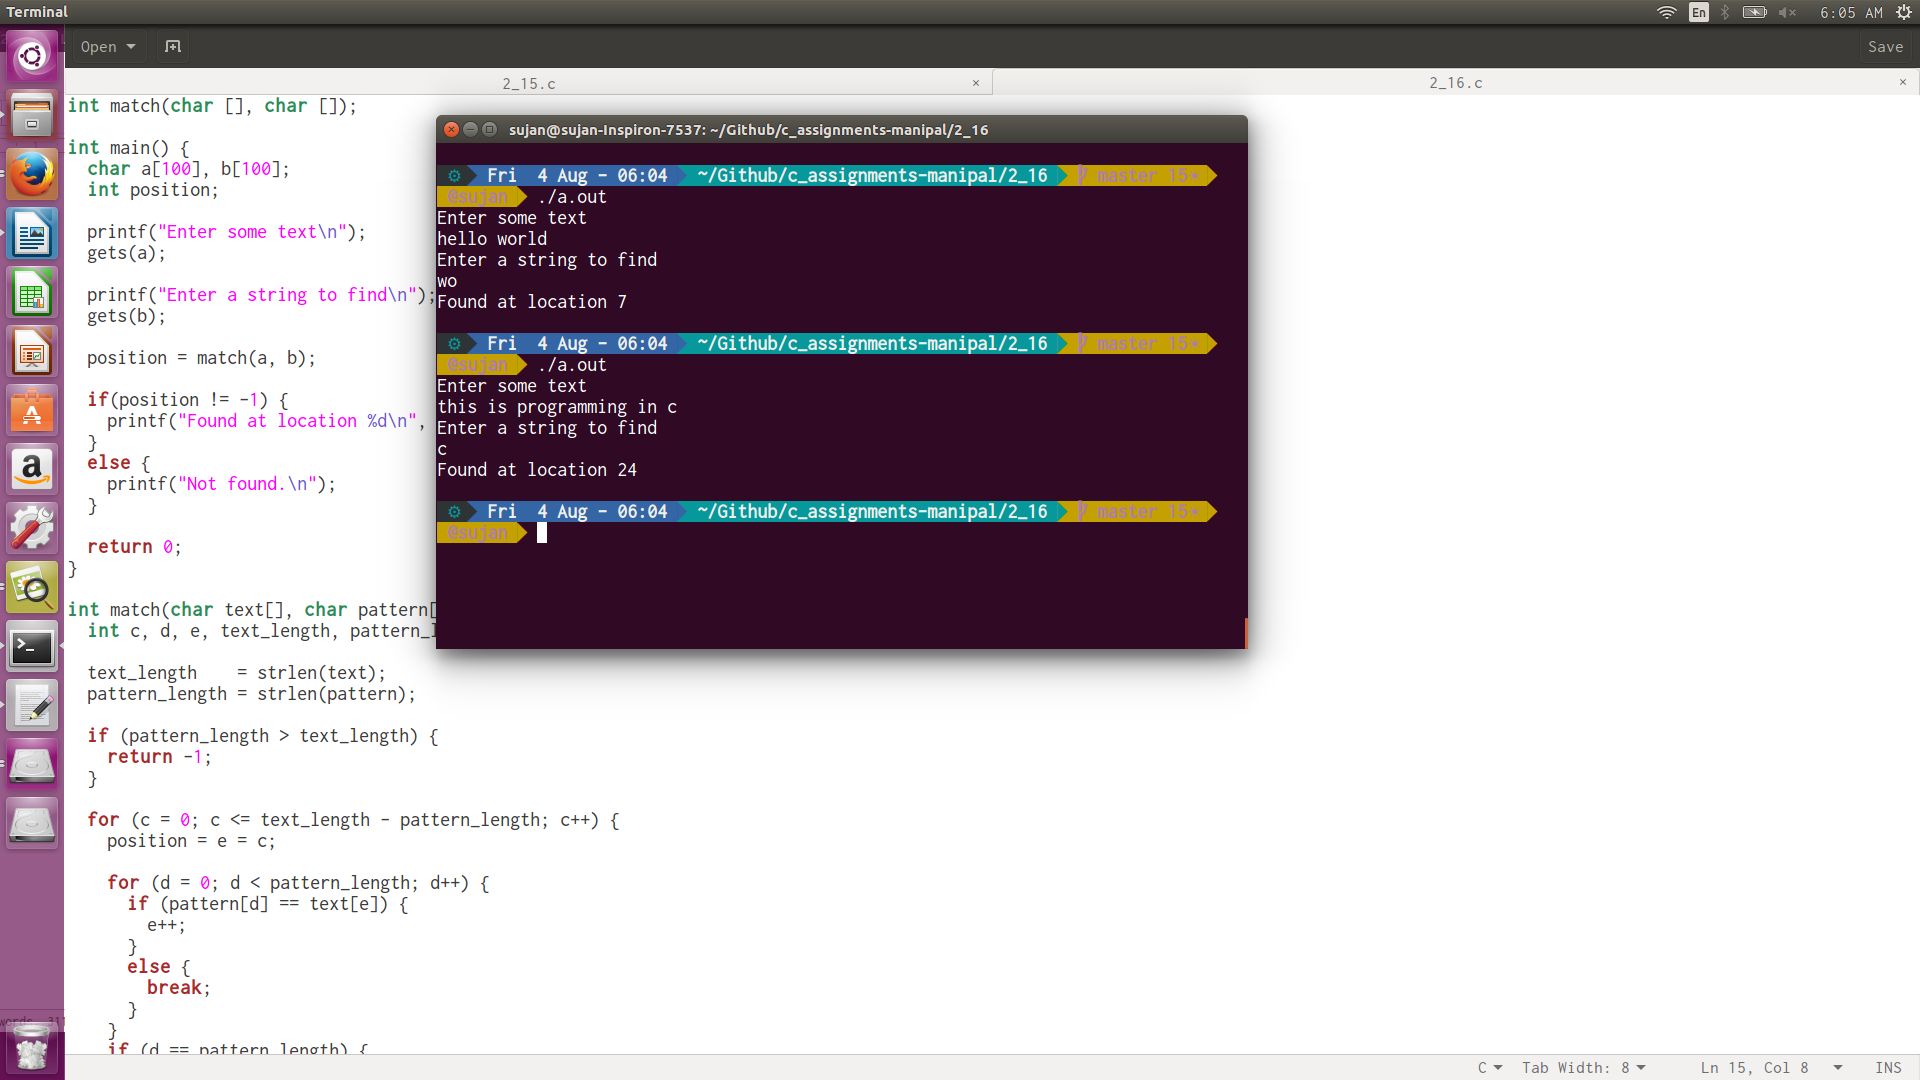 Terminal
En
6:05 AM
Open
Save
2_15.c
2_16.c
int match(char [], char []);
int main() {
char a[100], b[100];
int position;
printf("Enter some text\n");
gets(a);
printf("Enter a string to find\n");
gets(b);
position = match(a, b);
if(position != -1) {
printf("Found at location %d\n",
}
else {
printf("Not found.\n");
}
return 0;
}
int match(char text[], char pattern[
int c, d, e, text_length, pattern_l
text_length    = strlen(text);
pattern_length = strlen(pattern);
if (pattern_length > text_length) {
return -1;
}
for (c = 0; c <= text_length - pattern_length; c++) {
position = e = c;
for (d = 0; d < pattern_length; d++) {
if (pattern[d] == text[e]) {
e++;
}
else {
break;
}
}
if (d == pattern_length) {
sujan@sujan-Inspiron-7537: ~/Github/c_assignments-manipal/2_16
Fri  4 Aug - 06:04 ~/Github/c_assignments-manipal/2_16 master 15*
@sujan ./a.out
Enter some text
hello world
Enter a string to find
wo
Found at location 7
Fri  4 Aug - 06:04 ~/Github/c_assignments-manipal/2_16 master 15*
@sujan ./a.out
Enter some text
this is programming in c
Enter a string to find
c
Found at location 24
Fri  4 Aug - 06:04 ~/Github/c_assignments-manipal/2_16 master 15*
@sujan
C
Tab Width: 8
Ln 15, Col 8
INS